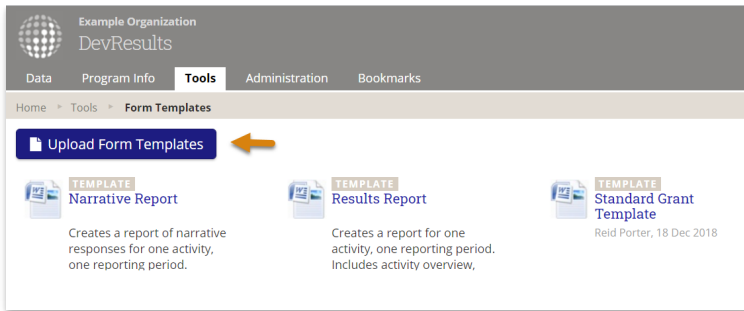 Example Organization
DevResults
Data Program Info Tools Administration Bookmarks
Home Tools Form Templates
Upload Form Templates
TEMPLATE
Narrative Report
Creates a report of narrative
responses for one activity,
one reporting period.
TEMPLATE
Results Report
Creates a report for one
activity, one reporting period.
Includes activity overview,
TEMPLATE
Standard Grant
Template
Reid Porter, 18 Dec 2018